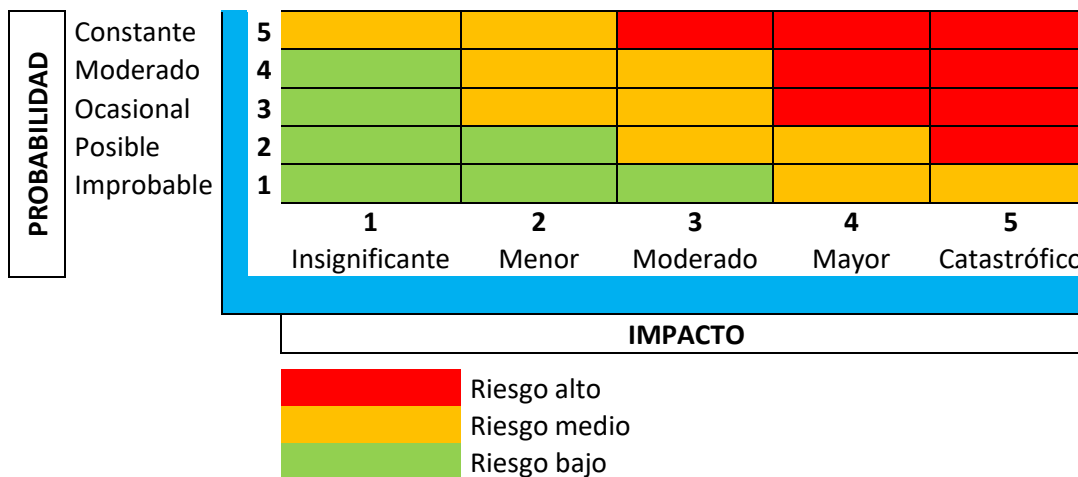 PROBABILIDAD
Constante 5
Moderado 4
Ocasional 3
Posible 2
Improbable 1
1 2 3 4 5
Insignificante Menor Moderado Mayor Catastrófico
IMPACTO
Riesgo alto
Riesgo medio
Riesgo bajo